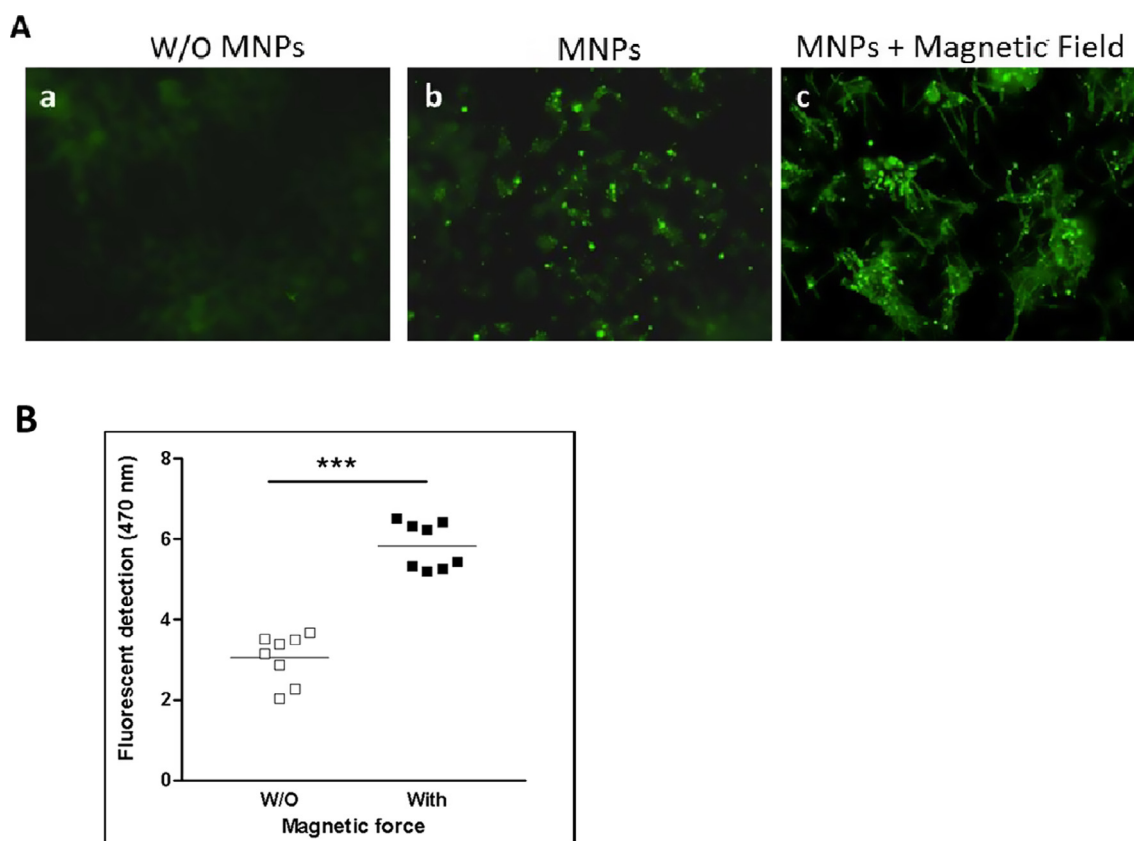 A
W/O MNPs
MNPs
MNPs + Magnetic Field
a
b
c
B
Fluorescent detection (470 nm)
8
6
4
2
0
***
W/O
With
Magnetic force